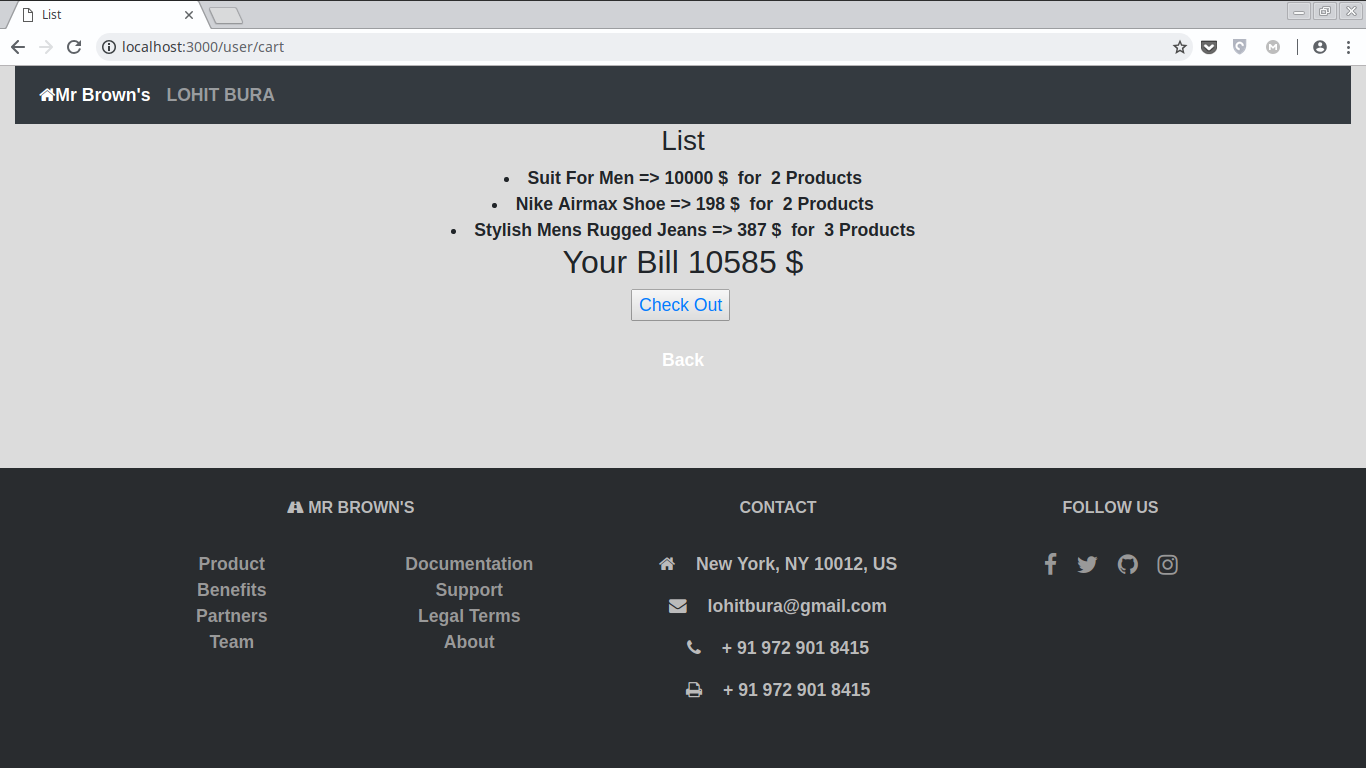 List
localhost:3000/user/cart
Mr Brown's LOHIT BURA
List
• Suit For Men => 10000 $ for 2 Products
• Nike Airmax Shoe => 198 $ for 2 Products
• Stylish Mens Rugged Jeans => 387 $ for 3 Products
Your Bill 10585 $
Check Out
Back
MR BROWN'S
Product
Benefits
Partners
Team
Documentation
Support
Legal Terms
About
CONTACT
New York, NY 10012, US
lohitbura@gmail.com
+ 91 972 901 8415
+ 91 972 901 8415
FOLLOW US